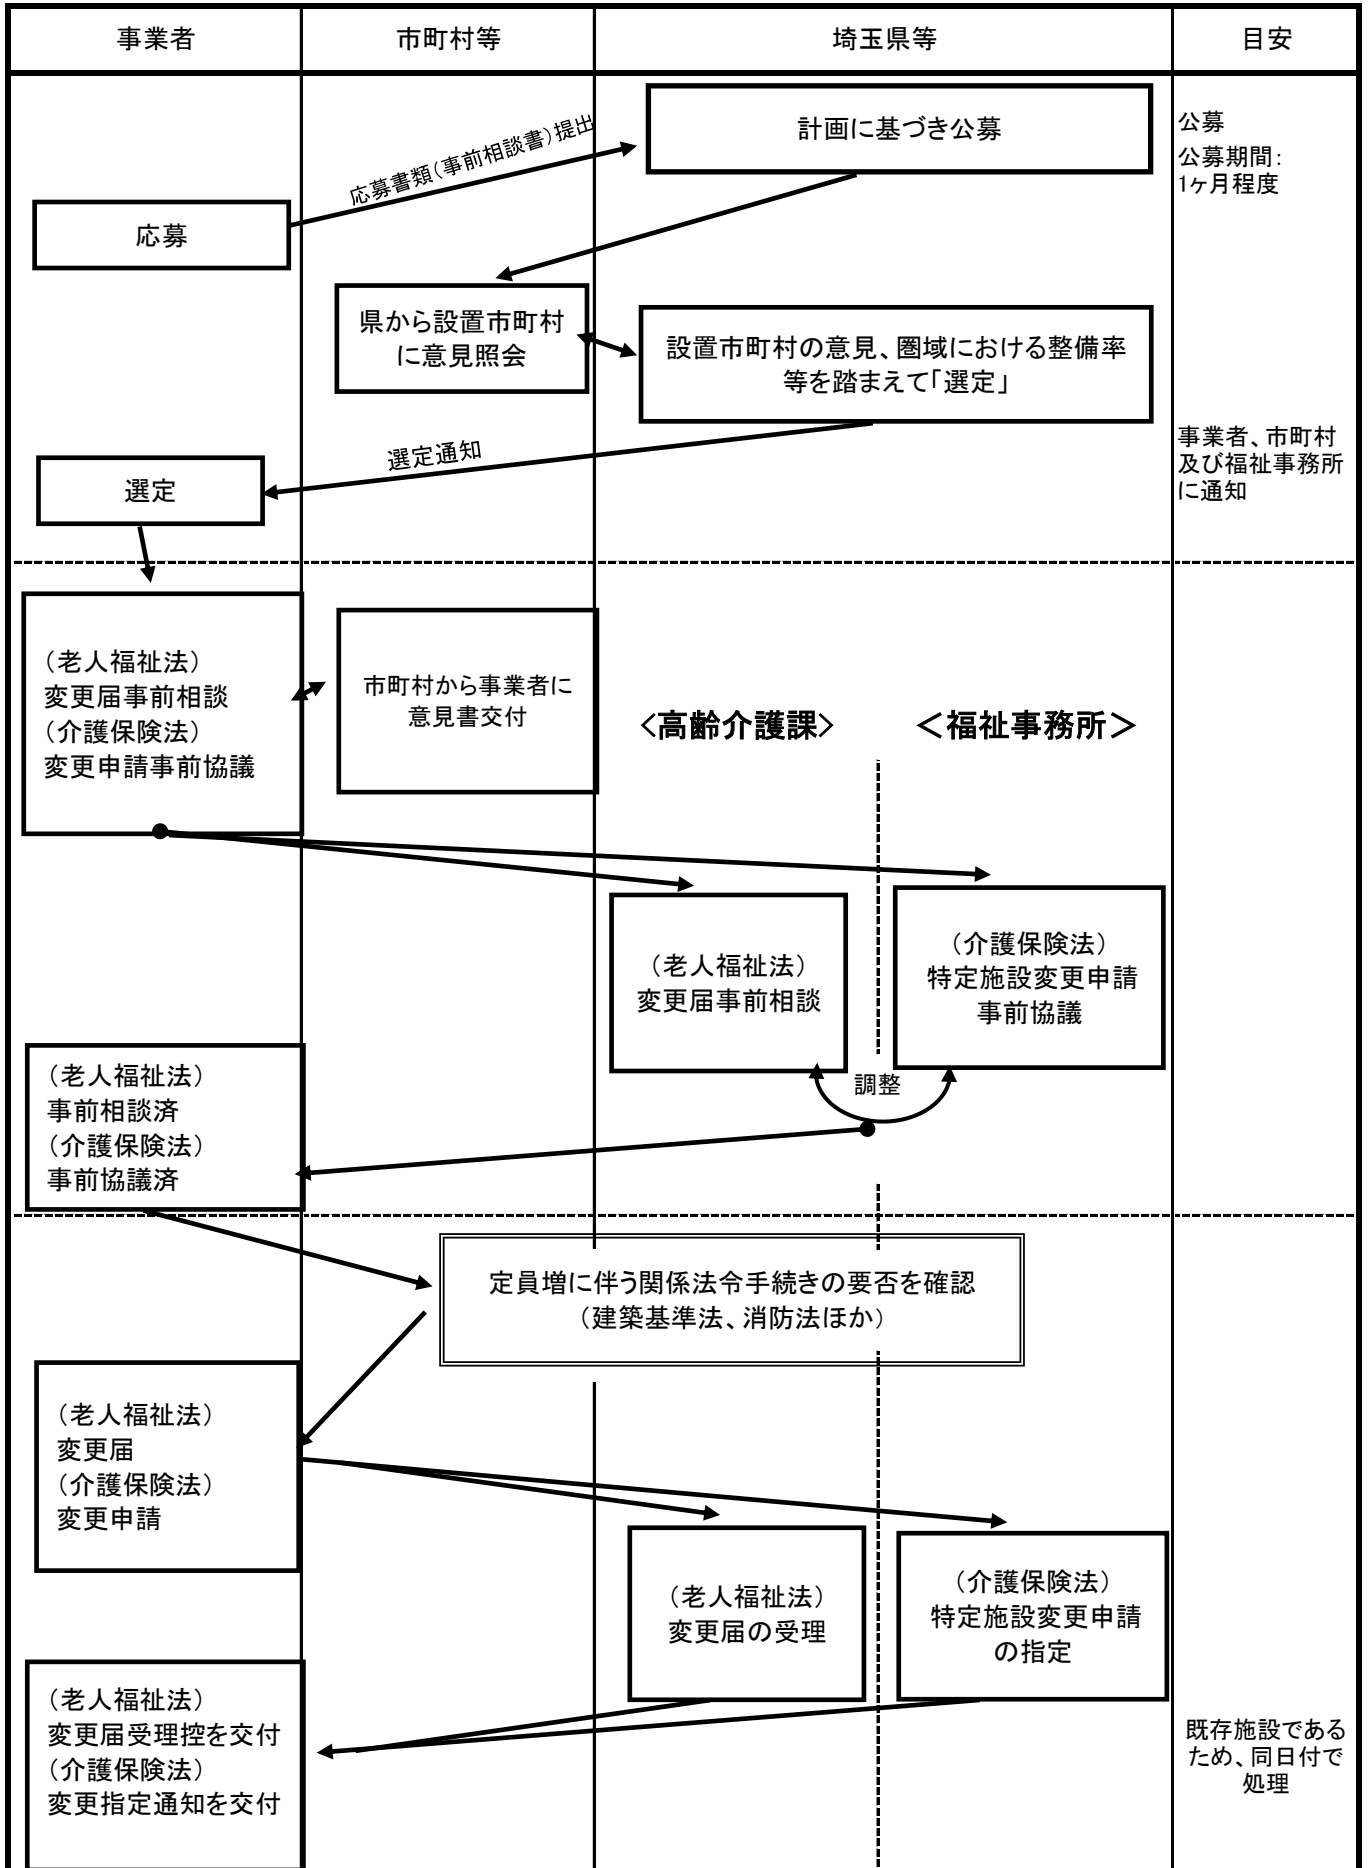 事業者
市町村等
埼玉県等
目安
計画に基づき公募
公募
公募期間：
1ヶ月程度
応募書類（事前相談書）提出
応募
県から設置市町村
に意見照会
設置市町村の意見、圏域における整備率
等を踏まえて「選定」
選定通知
事業者、市町村
及び福祉事務所
に通知
選定
（老人福祉法）
変更届事前相談
（介護保険法）
変更申請事前協議
市町村から事業者に
意見書交付
<高齢介護課>
＜福祉事務所＞
（老人福祉法）
変更届事前相談
（介護保険法）
特定施設変更申請
事前協議
調整
（老人福祉法）
事前相談済
（介護保険法）
事前協議済
定員増に伴う関係法令手続きの要否を確認
（建築基準法、消防法ほか）
（老人福祉法）
変更届
（介護保険法）
変更申請
（老人福祉法）
変更届の受理
（介護保険法）
特定施設変更申請
の指定
（老人福祉法）
変更届受理控を交付
（介護保険法）
変更指定通知を交付
既存施設である
ため、同日付で
処理